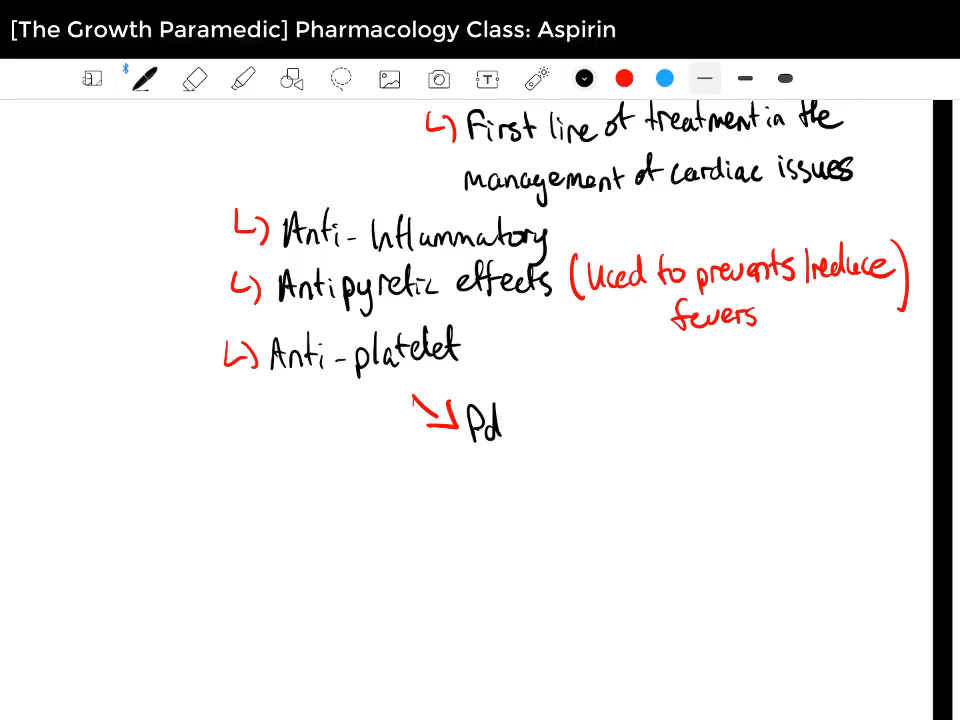 [The Growth Paramedic] Pharmacology Class: Aspirin
First line of treatment in the
management of cardiac issues
Anti-Inflammatory
Antipyretic effects (Used to prevents/reduce
fevers)
Anti-platelet
Pd